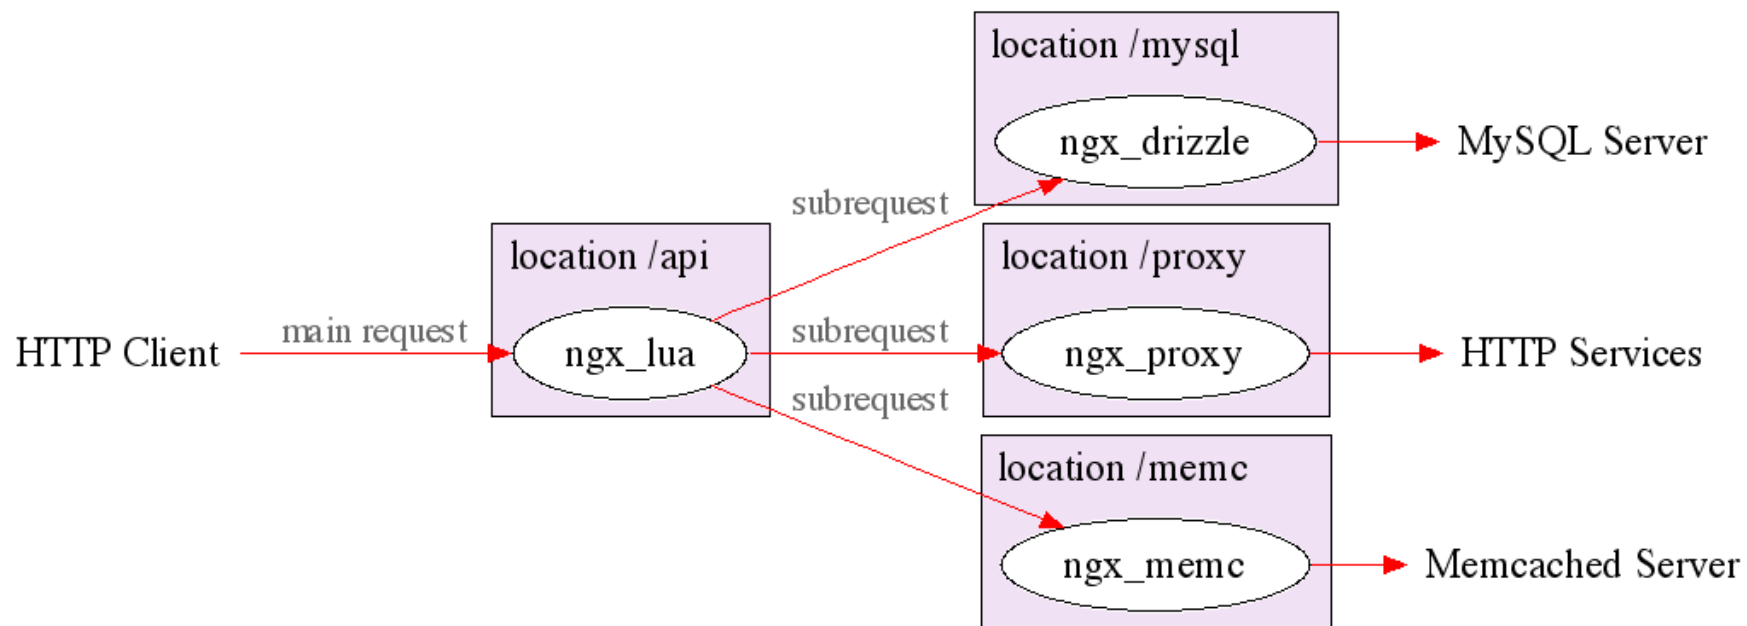 location /mysql
ngx_drizzle
MySQL Server
subrequest
location /api
location /proxy
HTTP Client
main request
ngx_lua
subrequest
ngx_proxy
HTTP Services
subrequest
location /memc
ngx_memc
Memcached Server